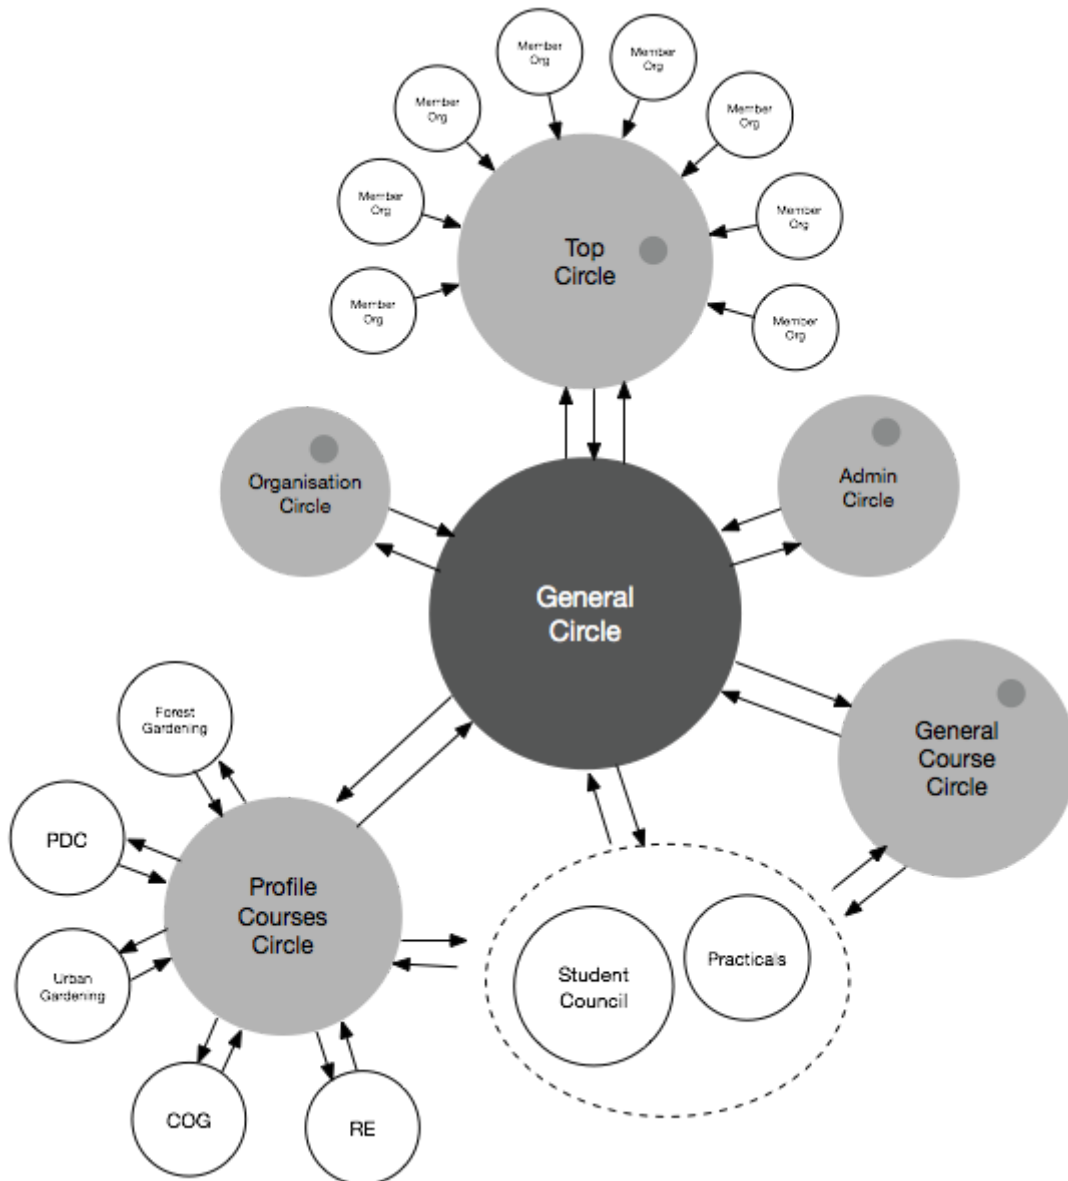 Member
Org
Member
Org
Member
Org
Member
Org
Member
Org
Member
Org
Member
Org
Member
Org
Top
Circle
Member
Org
Organisation
Circle
Admin
Circle
General
Circle
Forest
Gardening
General
Course
Circle
PDC
Profile
Courses
Circle
Student
Council
Practicals
Urban
Gardening
COG
RE